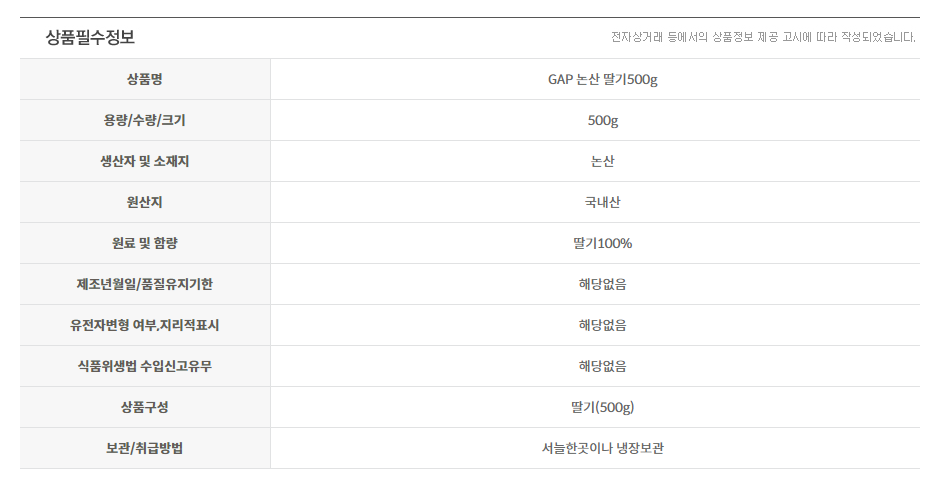 상품필수정보
전자상거래 등에서의 상품정보 제공 고시에 따라 작성되었습니다.
상품명 GAP 논산 딸기500g
용량/수량/크기 500g
생산자 및 소재지 논산
원산지 국내산
원료 및 함량 딸기100%
제조년월일/품질유지기한 해당없음
유전자변형 여부,지리적표시 해당없음
식품위생법 수입신고유무 해당없음
상품구성 딸기(500g)
보관/취급방법 서늘한곳이나 냉장보관